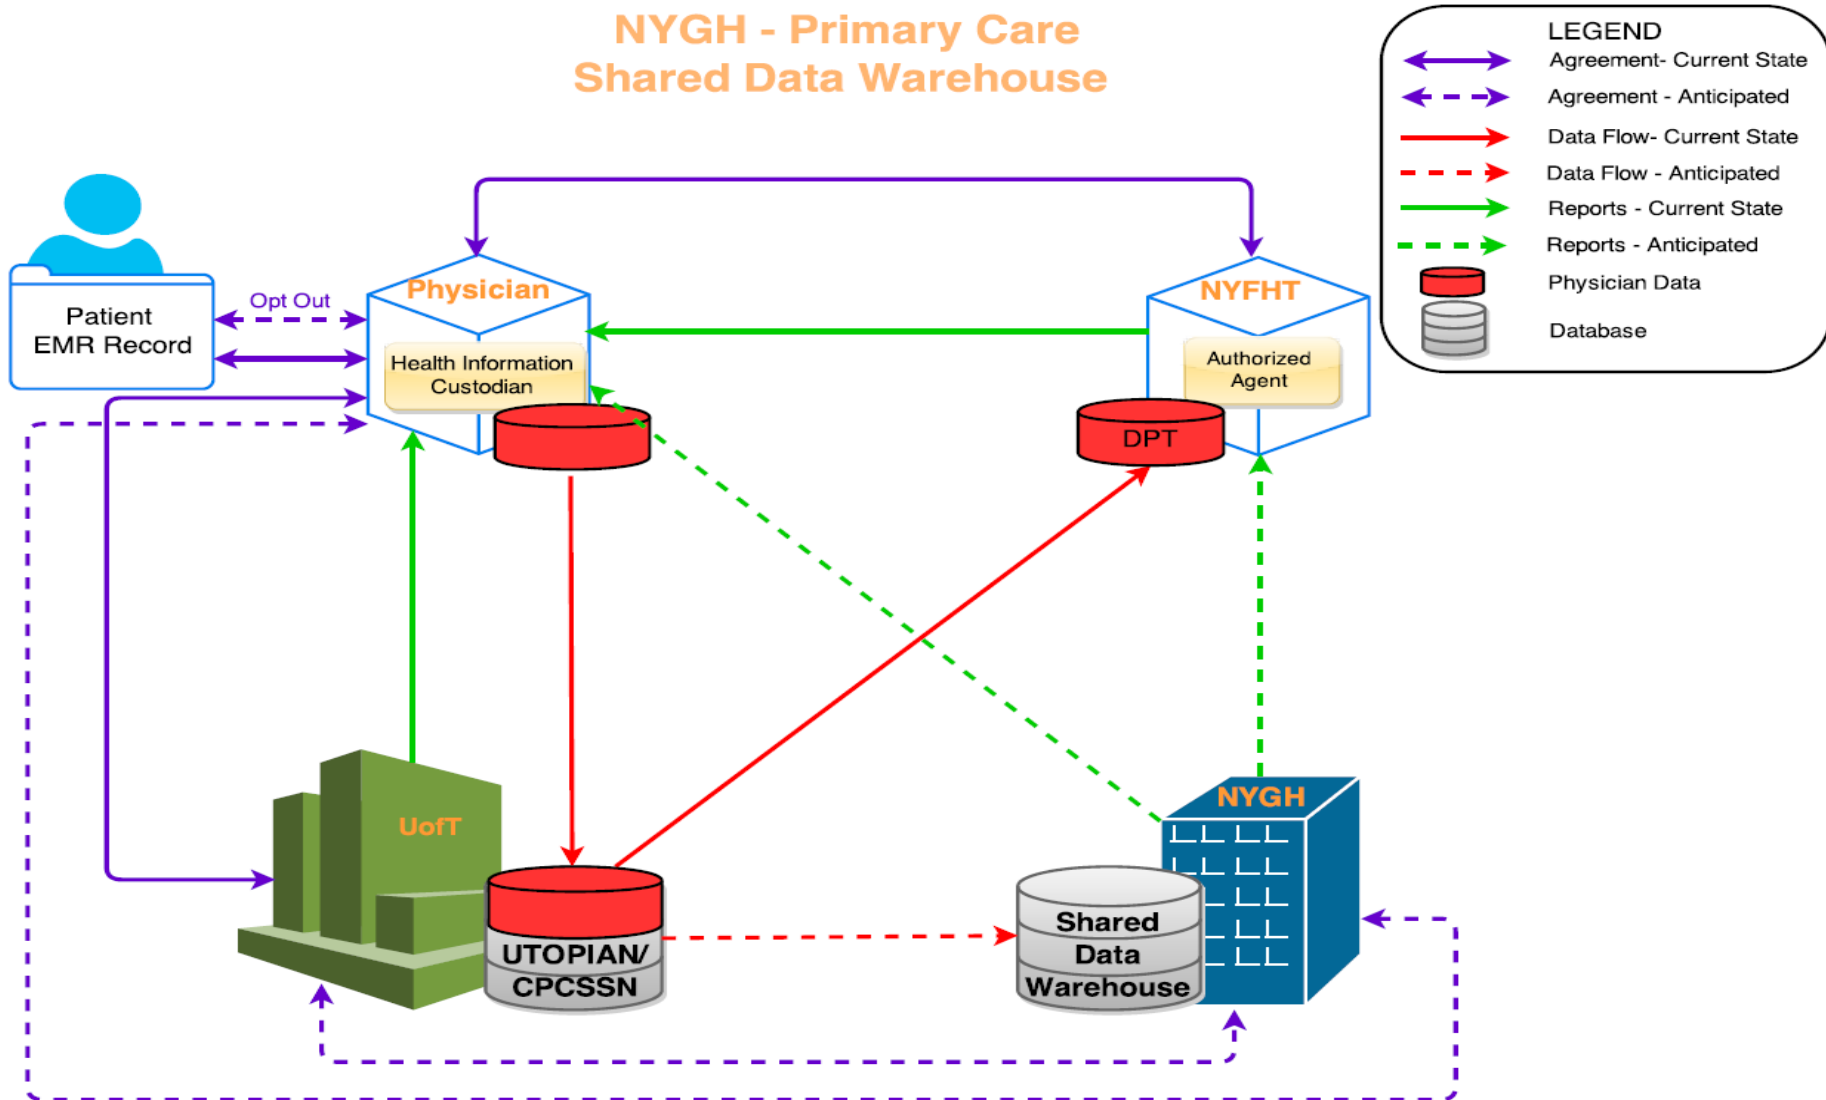 NYGH - Primary Care
Shared Data Warehouse
LEGEND
Agreement- Current State
Agreement - Anticipated
Data Flow- Current State
Data Flow - Anticipated
Reports - Current State
Reports - Anticipated
Physician Data
Database
Patient
EMR Record
Opt Out
Physician
Health Information
Custodian
NYFHT
Authorized
Agent
DPT
UofT
UTOPIAN/
CPCSSN
NYGH
Shared
Data
Warehouse